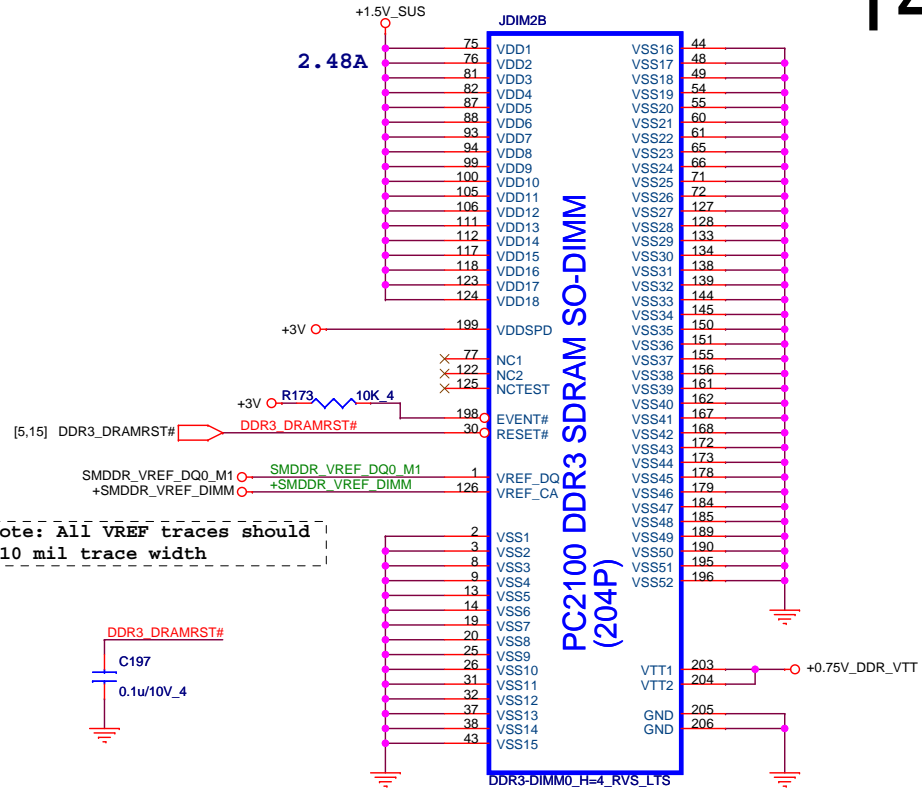 +1.5V_SUS
JDIM2B
2.48A
75 VDD1
76 VDD2
81 VDD3
82 VDD4
87 VDD5
88 VDD6
93 VDD7
94 VDD8
99 VDD9
100 VDD10
105 VDD11
106 VDD12
111 VDD13
112 VDD14
117 VDD15
118 VDD16
123 VDD17
124 VDD18
+3V 199 VDDSPD
77 NC1
122 NC2
125 NCTEST
+3V R173 10K_4 198 EVENT#
[5,15] DDR3_DRAMRST# DDR3_DRAMRST# 30 RESET#
SMDDR_VREF_DQ0_M1 SMDDR_VREF_DQ0_M1 1 VREF_DQ
+SMDDR_VREF_DIMM +SMDDR_VREF_DIMM 126 VREF_CA
ote: All VREF traces should
10 mil trace width
2 VSS1
3 VSS2
8 VSS3
9 VSS4
13 VSS5
14 VSS6
19 VSS7
20 VSS8
25 VSS9
26 VSS10
31 VSS11
32 VSS12
37 VSS13
38 VSS14
43 VSS15
DDR3_DRAMRST#
C197
0.1u/10V_4
PC2100 DDR3 SDRAM SO-DIMM
(204P)
VSS16 44
VSS17 48
VSS18 49
VSS19 54
VSS20 55
VSS21 60
VSS22 61
VSS23 65
VSS24 66
VSS25 71
VSS26 72
VSS27 127
VSS28 128
VSS29 133
VSS30 134
VSS31 138
VSS32 139
VSS33 144
VSS34 145
VSS35 150
VSS36 151
VSS37 155
VSS38 156
VSS39 161
VSS40 162
VSS41 167
VSS42 168
VSS43 172
VSS44 173
VSS45 178
VSS46 179
VSS47 184
VSS48 185
VSS49 189
VSS50 190
VSS51 195
VSS52 196
VTT1 203 +0.75V_DDR_VTT
VTT2 204
GND 205
GND 206
DDR3-DIMM0_H=4_RVS_LTS